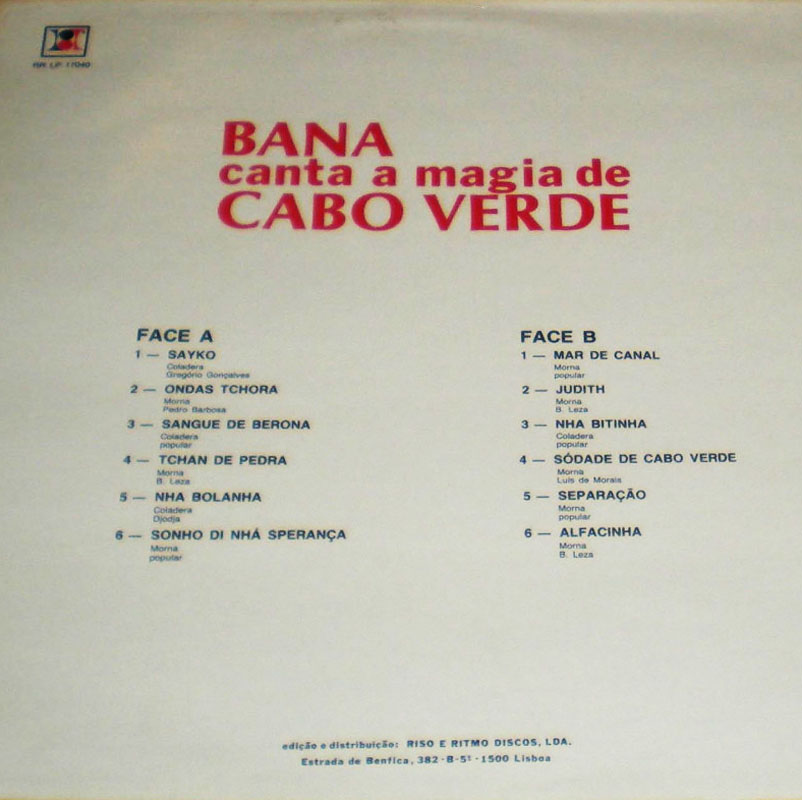 RR LP 11040
BANA
canta a magia de
CABO VERDE
FACE A
1 — SAYKO
Coladera
Gregório Gonçalves
2 — ONDAS TCHORA
Morna
Pedro Barbosa
3 — SANGUE DE BERONA
Coladera
popular
4 — TCHAN DE PEDRA
Morna
B. Leza
5 — NHA BOLANHA
Coladera
Djodja
6 — SONHO DI NHÁ SPERANÇA
Morna
popular
FACE B
1 — MAR DE CANAL
Morna
popular
2 — JUDITH
Morna
B. Leza
3 — NHA BITINHA
Coladera
popular
4 — SÓDADE DE CABO VERDE
Morna
Luís de Morais
5 — SEPARAÇÃO
Morna
popular
6 — ALFACINHA
Morna
B. Leza
edição e distribuição: RISO E RITMO DISCOS, LDA.
Estrada de Benfica, 382-B-5º - 1500 Lisboa